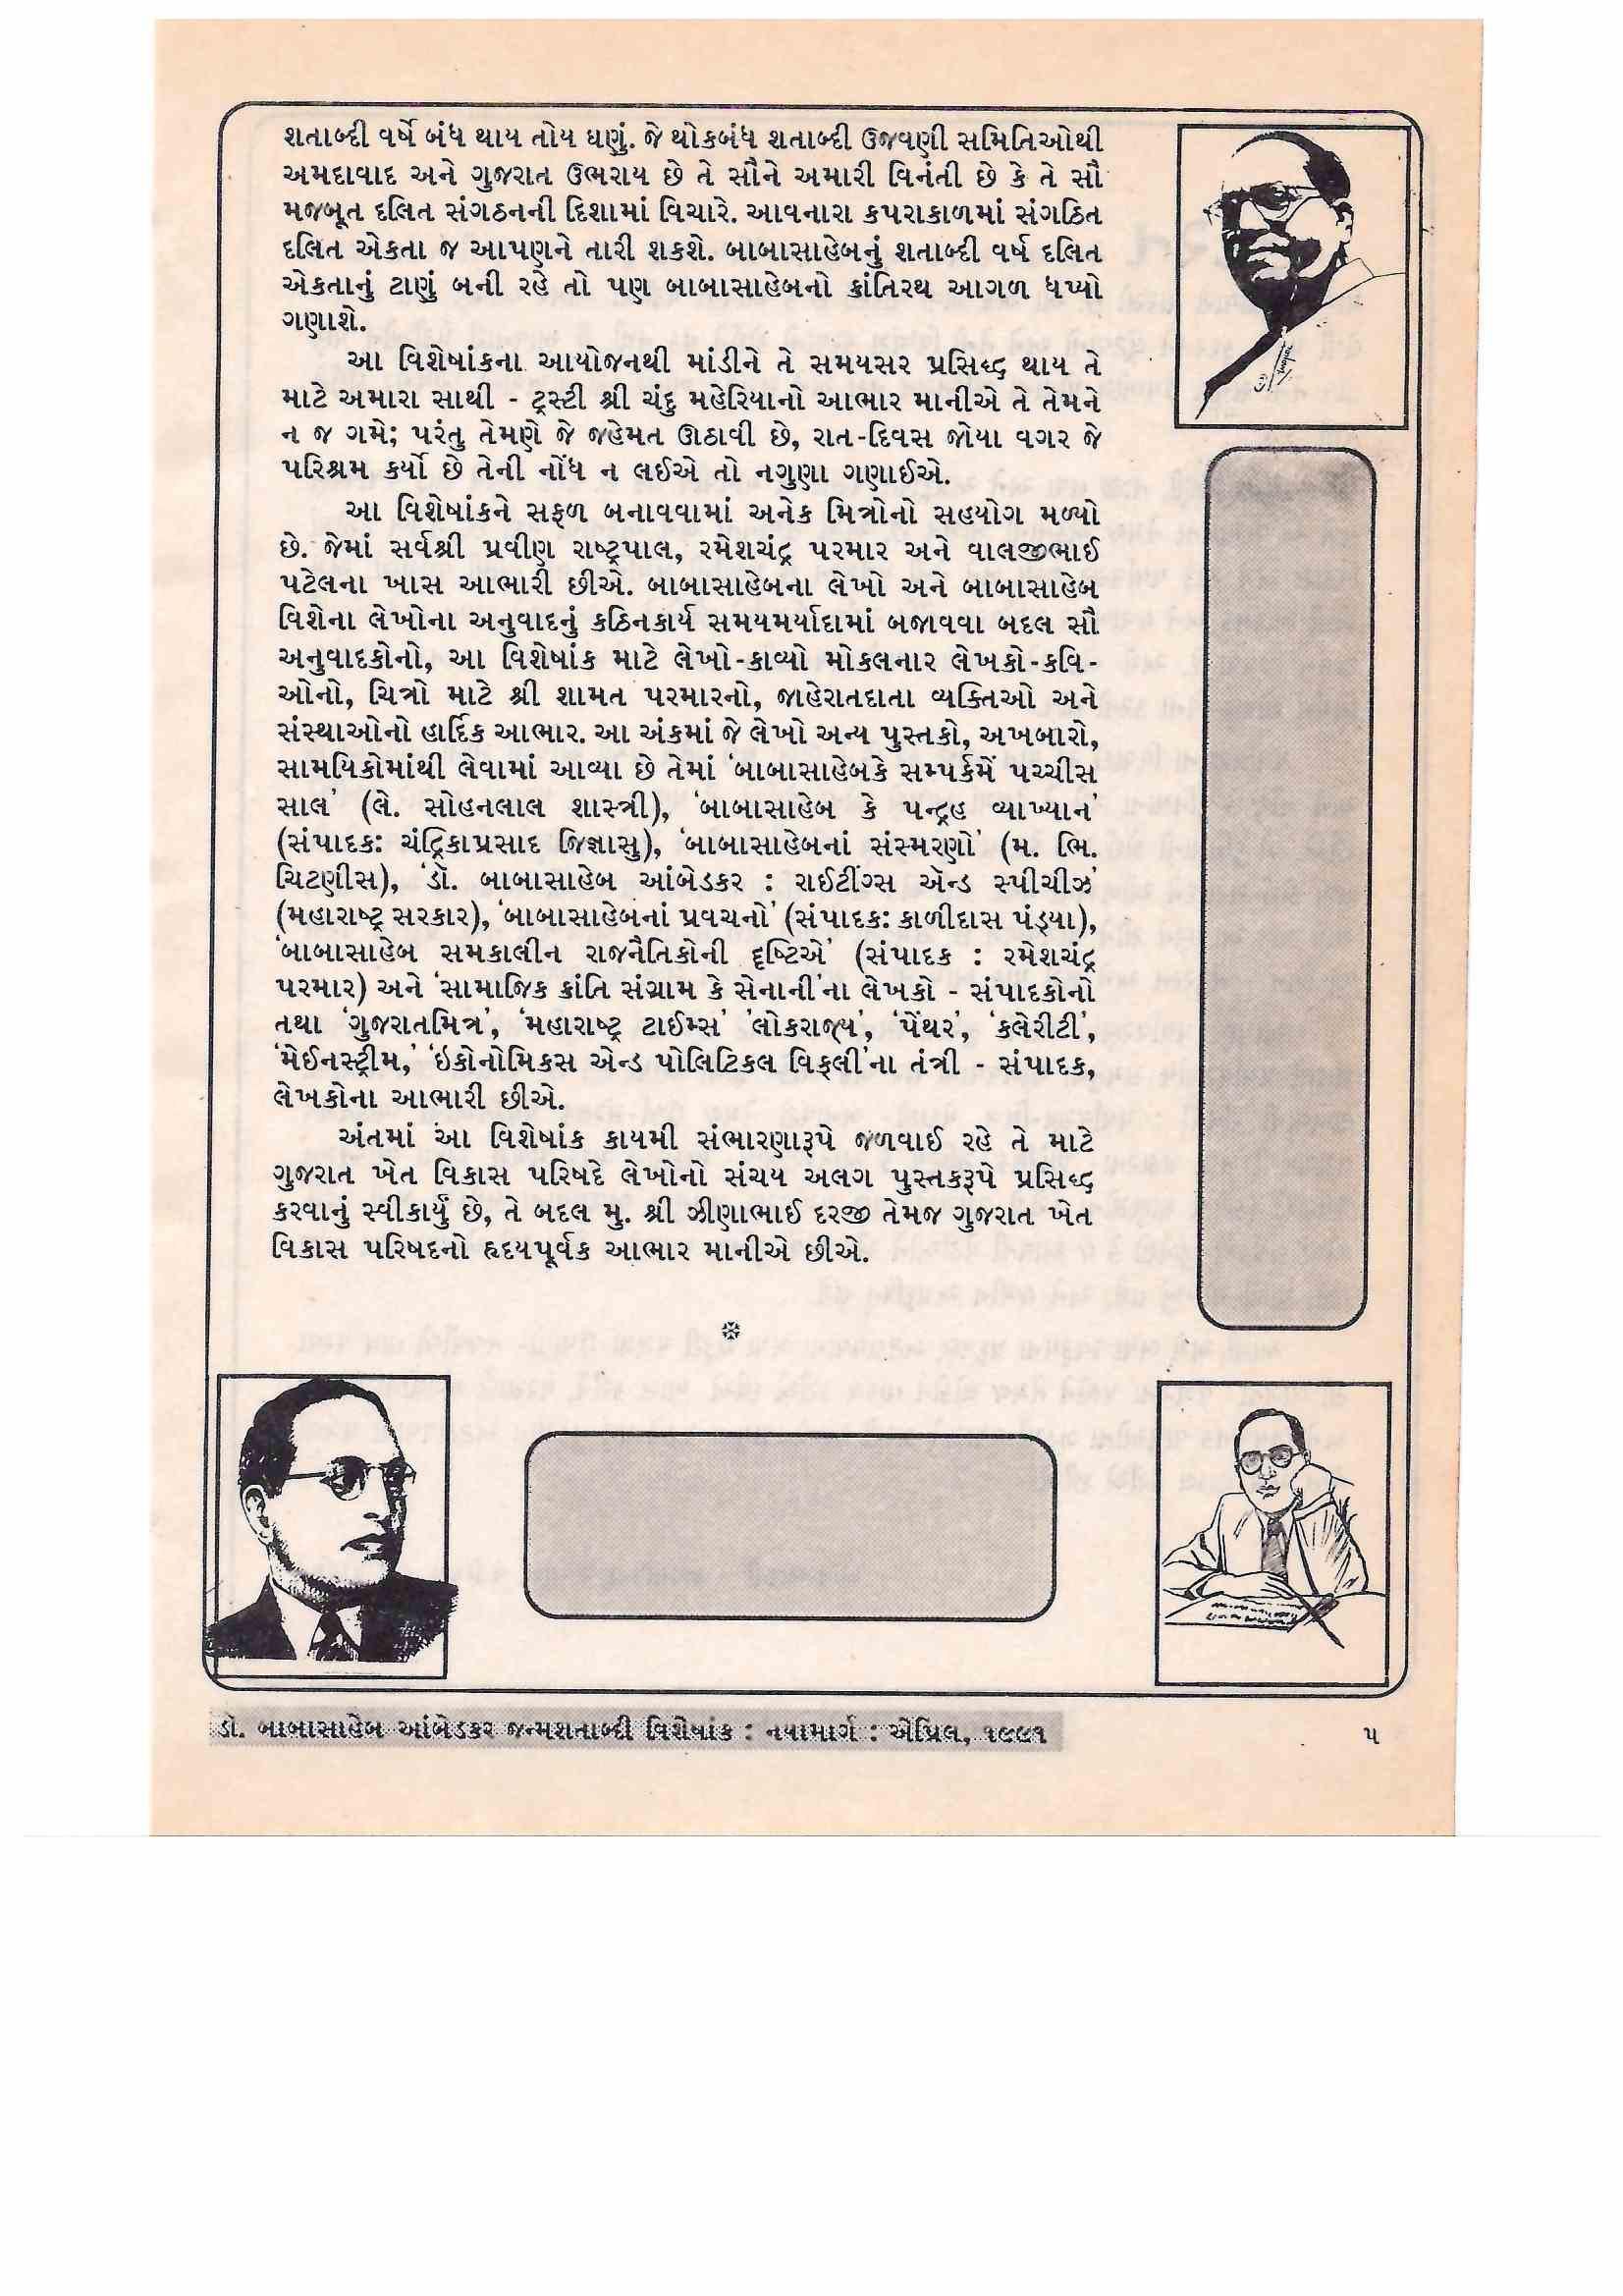 શતાબ્દી વર્ષે બંધ થાય તોય ઘણું. જે થોકબંધ શતાબ્દી ઉજવણી સમિતિઓથી
અમદાવાદ અને ગુજરાત ઉભરાય છે તે સૌને અમારી વિનંતી છે કે તે સૌ
મજબૂત દલિત સંગઠનની દિશામાં વિચારે. આવનારા કપરાકાળમાં સંગઠિત
દલિત એકતા જ આપણને તારી શકશે. બાબાસાહેબનું શતાબ્દી વર્ષ દલિત
એકતાનું ટાણું બની રહે તો પણ બાબાસાહેબનો ક્રાંતિરથ આગળ ધપ્યો
ગણાશે.
આ વિશેષાંકના આયોજનથી માંડીને તે સમયસર પ્રસિદ્ધ થાય તે
માટે અમારા સાથી - ટ્રસ્ટી શ્રી ચંદુ મહેરિયાનો આભાર માનીએ તે તેમને
ન જ ગમે; પરંતુ તેમણે જે જહેમત ઊઠાવી છે, રાત-દિવસ જોયા વગર જે
પરિશ્રમ કર્યો છે તેની નોંધ ન લઈએ તો નગુણા ગણાઈએ.
આ વિશેષાંકને સફળ બનાવવામાં અનેક મિત્રોનો સહયોગ મળ્યો
છે. જેમાં સર્વશ્રી પ્રવીણ રાષ્ટ્રપાલ, રમેશચંદ્ર પરમાર અને વાલજીભાઈ
પટેલના ખાસ આભારી છીએ. બાબાસાહેબના લેખો અને બાબાસાહેબ
વિશેના લેખોના અનુવાદનું કઠિનકાર્ય સમયમર્યાદામાં બજાવવા બદલ સૌ
અનુવાદકોનો, આ વિશેષાંક માટે લેખો-કાવ્યો મોકલનાર લેખકો-કવિ-
ઓનો, ચિત્રો માટે શ્રી શામત પરમારનો, જાહેરાતદાતા વ્યક્તિઓ અને
સંસ્થાઓનો હાર્દિક આભાર. આ અંકમાં જે લેખો અન્ય પુસ્તકો, અખબારો,
સામયિકોમાંથી લેવામાં આવ્યા છે તેમાં ‘બાબાસાહેબકે સમ્પર્કમેં પચ્ચીસ
સાલ’ (લે. સોહનલાલ શાસ્ત્રી), ‘બાબાસાહેબ કે પન્દ્રહ વ્યાખ્યાન’
(સંપાદક: ચંદ્રિકાપ્રસાદ જિજ્ઞાસુ), ‘બાબાસાહેબનાં સંસ્મરણો’ (મ. ભિ.
ચિટણીસ), ‘ડૉ. બાબાસાહેબ આંબેડકર : રાઈટીંગ્સ ઍન્ડ સ્પીચીઝ’
(મહારાષ્ટ્ર સરકાર), ‘બાબાસાહેબનાં પ્રવચનો’ (સંપાદક: કાળીદાસ પંડ્યા),
‘બાબાસાહેબ સમકાલીન રાજનૈતિકોની દૃષ્ટિએ’ (સંપાદક : રમેશચંદ્ર
પરમાર) અને ‘સામાજિક ક્રાંતિ સંગ્રામ કે સેનાની’ના લેખકો - સંપાદકોનો
તથા ‘ગુજરાતમિત્ર’, ‘મહારાષ્ટ્ર ટાઈમ્સ’ ‘લોકરાજ્ય’, ‘પેંથર’, ‘કલેરીટી’,
‘મેઈનસ્ટ્રીમ,’ ‘ઇકોનોમિકસ એન્ડ પોલિટિકલ વિક્લી’ના તંત્રી - સંપાદક,
લેખકોના આભારી છીએ.
અંતમાં આ વિશેષાંક કાયમી સંભારણારૂપે જળવાઈ રહે તે માટે
ગુજરાત ખેત વિકાસ પરિષદે લેખોનો સંચય અલગ પુસ્તકરૂપે પ્રસિદ્ધ
કરવાનું સ્વીકાર્યું છે, તે બદલ મુ. શ્રી ઝીણાભાઈ દરજી તેમજ ગુજરાત ખેત
વિકાસ પરિષદનો હૃદયપૂર્વક આભાર માનીએ છીએ.
ડૉ. બાબાસાહેબ આંબેડકર જન્મશતાબ્દી વિશેષાંક : નયામાર્ગ : એપ્રિલ, ૧૯૯૧
૫